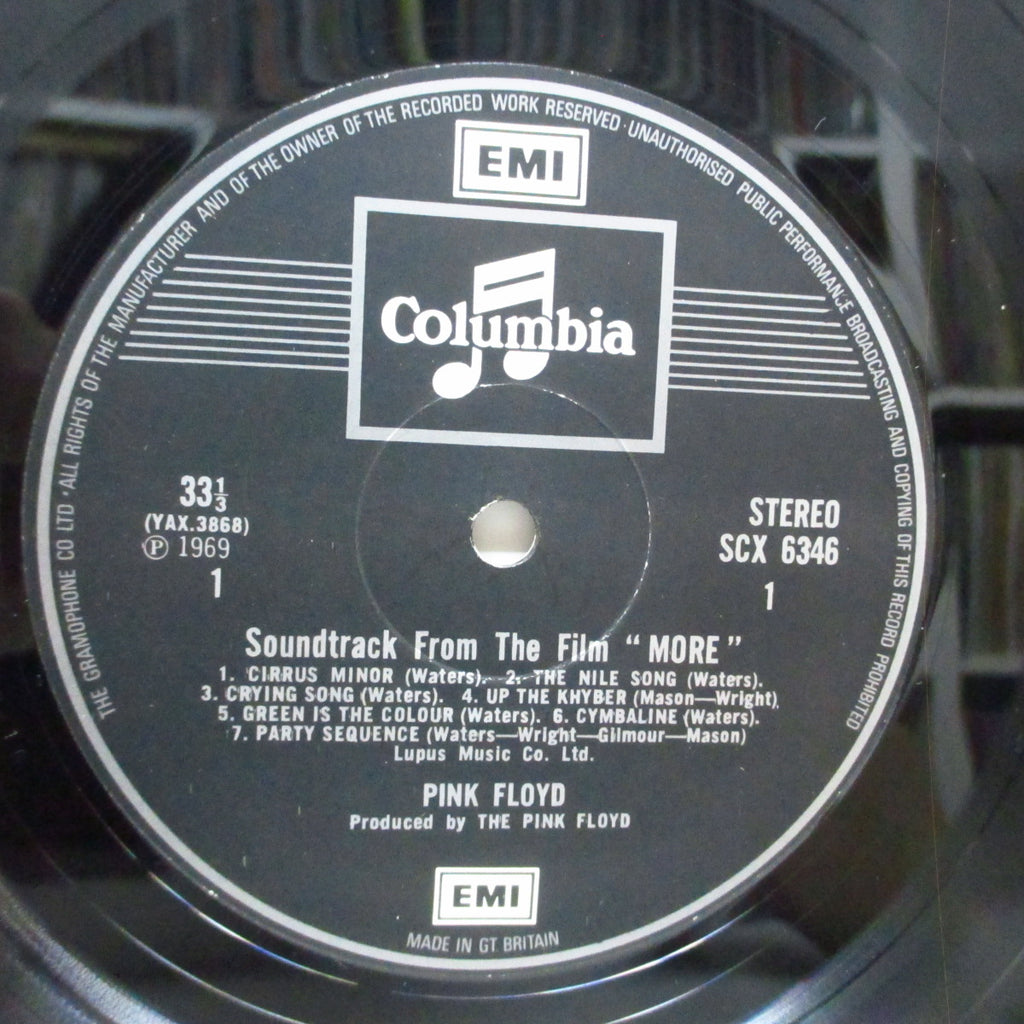 THE GRAMOPHONE CO LTD · ALL RIGHTS OF THE MANUFACTURER AND OF THE OWNER OF THE RECORDED WORK RESERVED · UNAUTHORISED PUBLIC PERFORMANCE BROADCASTING AND COPYING OF THIS RECORD PROHIBITED
EMI
Columbia
33⅓
(YAX.3868)
℗ 1969
1
STEREO
SCX 6346
1
Soundtrack From The Film “MORE”
1. CIRRUS MINOR (Waters). 2. THE NILE SONG (Waters).
3. CRYING SONG (Waters). 4. UP THE KHYBER (Mason—Wright),
5. GREEN IS THE COLOUR (Waters). 6. CYMBALINE (Waters).
7. PARTY SEQUENCE (Waters—Wright—Gilmour—Mason)
Lupus Music Co. Ltd.
PINK FLOYD
Produced by THE PINK FLOYD
EMI
MADE IN GT BRITAIN